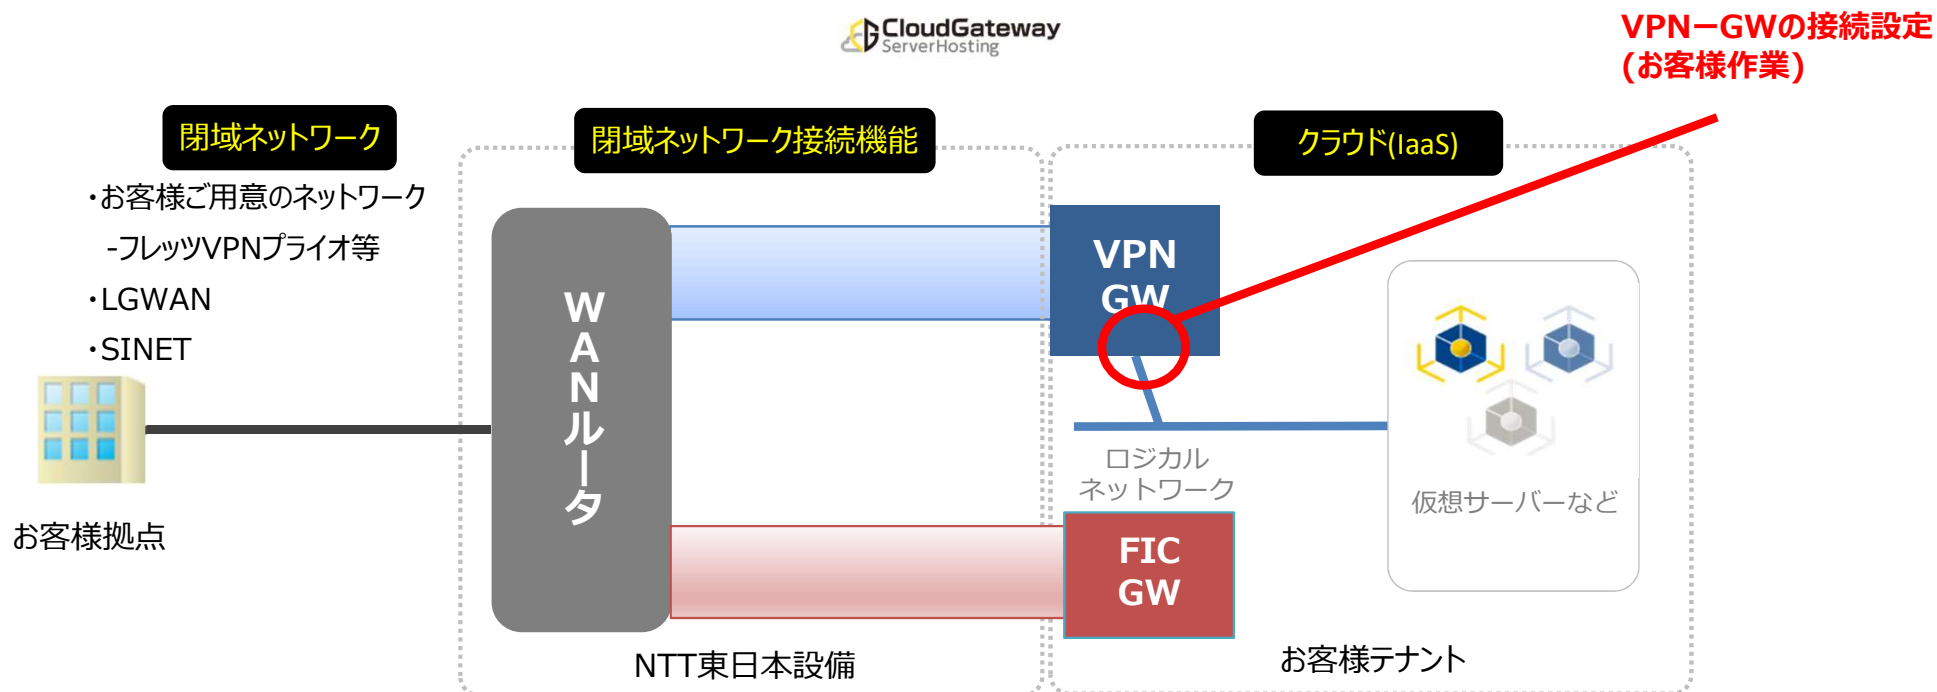 CloudGateway
ServerHosting
VPNーGWの接続設定
(お客様作業)
閉域ネットワーク
閉域ネットワーク接続機能
クラウド(IaaS)
・お客様ご用意のネットワーク
-フレッツVPNプライオ等
・LGWAN
・SINET
WANルータ
VPN
GW
ロジカル
ネットワーク
仮想サーバーなど
お客様拠点
FIC
GW
NTT東日本設備
お客様テナント